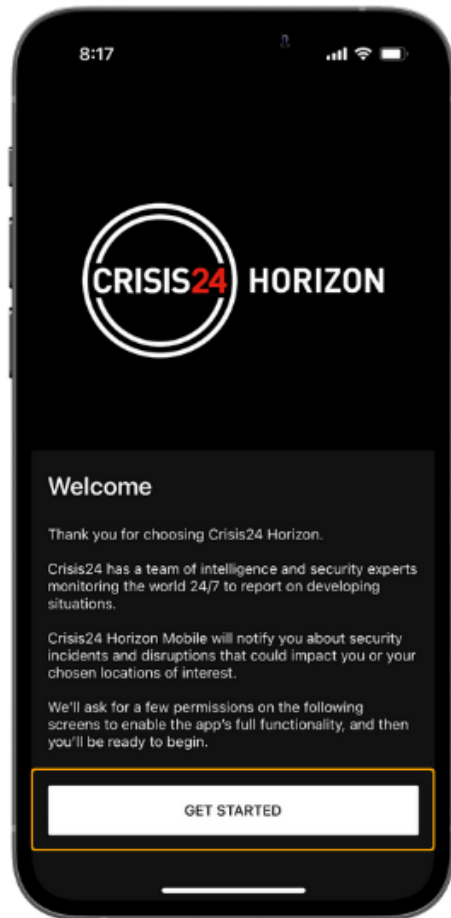 8:17
CRISIS24 HORIZON
Welcome
Thank you for choosing Crisis24 Horizon.
Crisis24 has a team of intelligence and security experts
monitoring the world 24/7 to report on developing
situations.
Crisis24 Horizon Mobile will notify you about security
incidents and disruptions that could impact you or your
chosen locations of interest.
We'll ask for a few permissions on the following
screens to enable the app's full functionality, and then
you'll be ready to begin.
GET STARTED